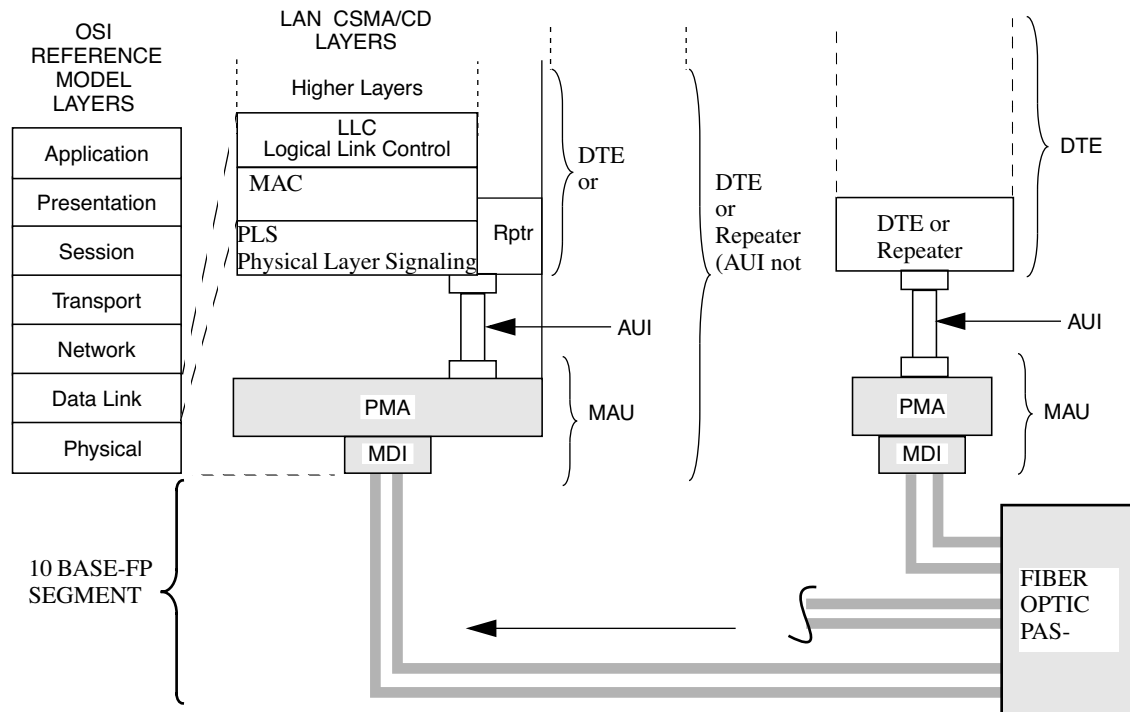 OSI
REFERENCE
MODEL
LAYERS
Application
Presentation
Session
Transport
Network
Data Link
Physical
LAN CSMA/CD
LAYERS
Higher Layers
LLC
Logical Link Control
MAC
PLS
Physical Layer Signaling
Rptr
DTE
or
AUI
PMA
MDI
MAU
DTE
or
Repeater
(AUI not
DTE
DTE or
Repeater
AUI
PMA
MDI
MAU
10 BASE-FP
SEGMENT
FIBER
OPTIC
PAS-